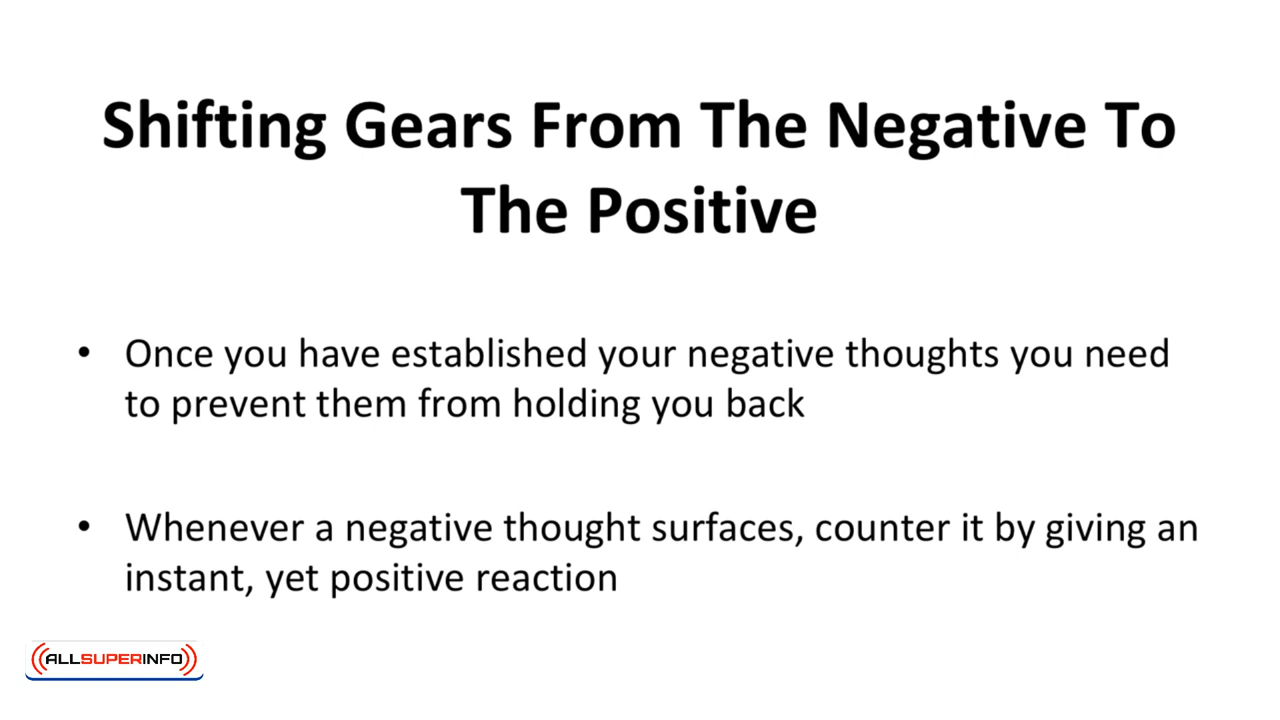 Shifting Gears From The Negative To
The Positive
• Once you have established your negative thoughts you need
to prevent them from holding you back
• Whenever a negative thought surfaces, counter it by giving an
instant, yet positive reaction
ALLSUPERINFO